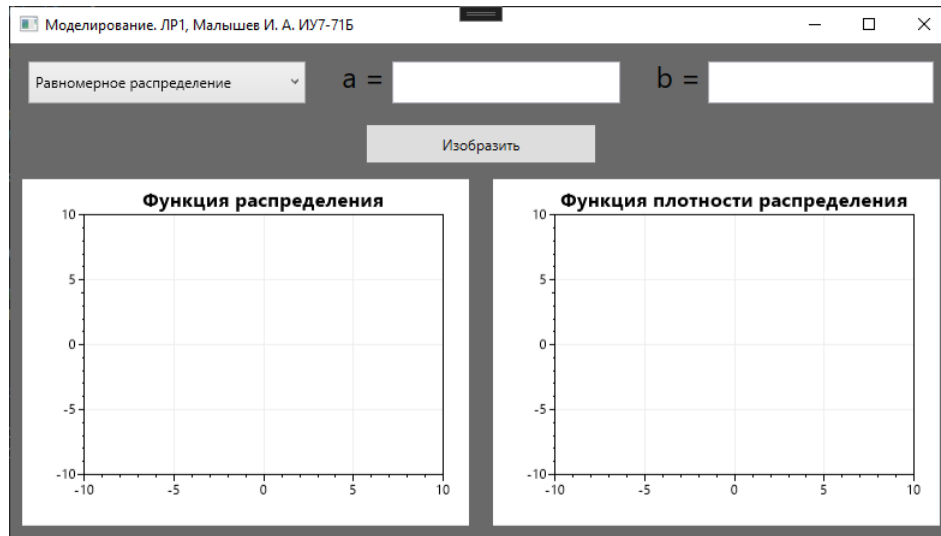 Моделирование. ЛР1, Малышев И. А. ИУ7-71Б
Равномерное распределение
a =
b =
Изобразить
Функция распределения
10
5
0
-5
-10
-10 -5 0 5 10
Функция плотности распределения
10
5
0
-5
-10
-10 -5 0 5 10